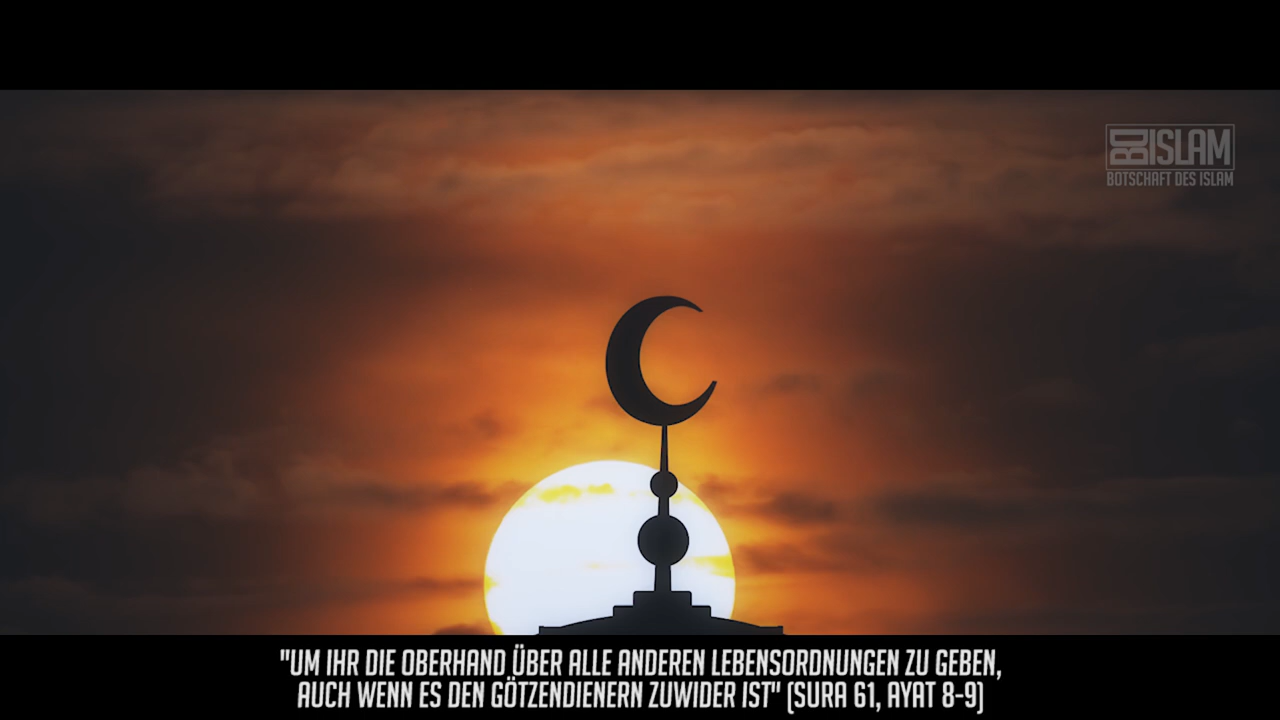 BDISLAM
BOTSCHAFT DES ISLAM
"UM IHR DIE OBERHAND ÜBER ALLE ANDEREN LEBENSORDNUNGEN ZU GEBEN,
AUCH WENN ES DEN GÖTZENDIENERN ZUWIDER IST" (SURA 61, AYAT 8-9)